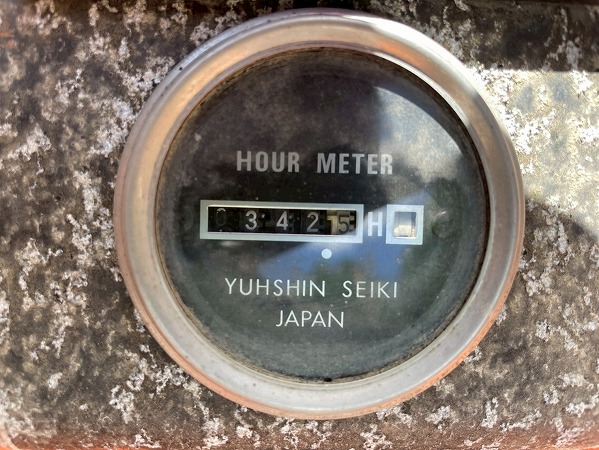 HOUR METER
03425 H
YUHSHIN SEIKI
JAPAN